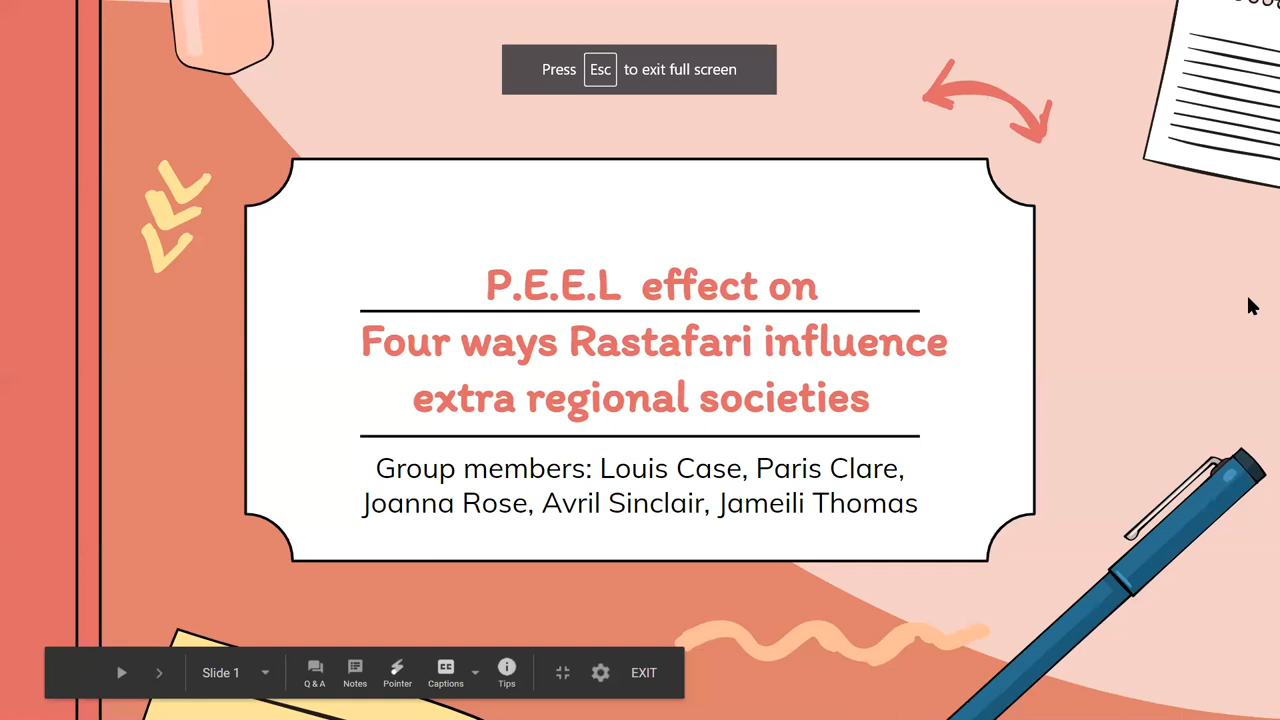 Press Esc to exit full screen
P.E.E.L effect on
Four ways Rastafari influence
extra regional societies
Group members: Louis Case, Paris Clare,
Joanna Rose, Avril Sinclair, Jameili Thomas
Slide 1
Q & A
Notes
Pointer
CC
Captions
Tips
EXIT